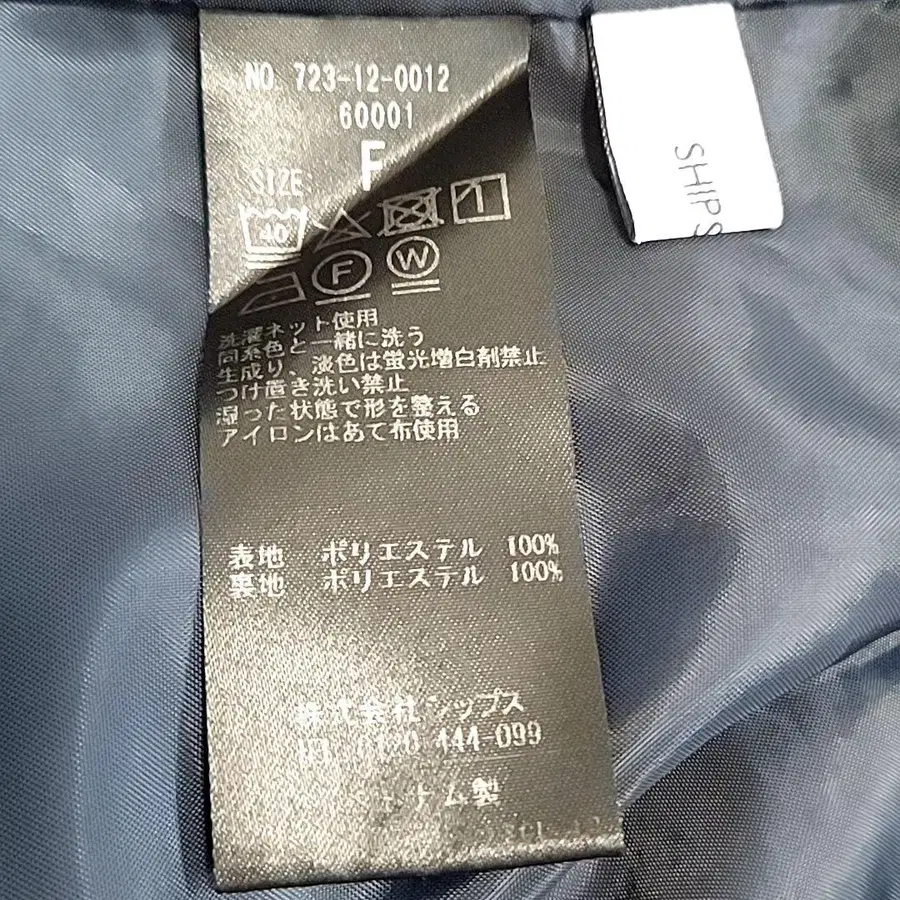 NO. 723-12-0012
60001
SIZE F
40
F W
洗濯ネット使用
同系色と一緒に洗う
生成り、淡色は蛍光増白剤禁止
つけ置き洗い禁止
湿った状態で形を整える
アイロンはあて布使用
表地 ポリエステル 100%
裏地 ポリエステル 100%
株式会社シップス
TEL 0120-444-099
ベトナム製
SHIPS